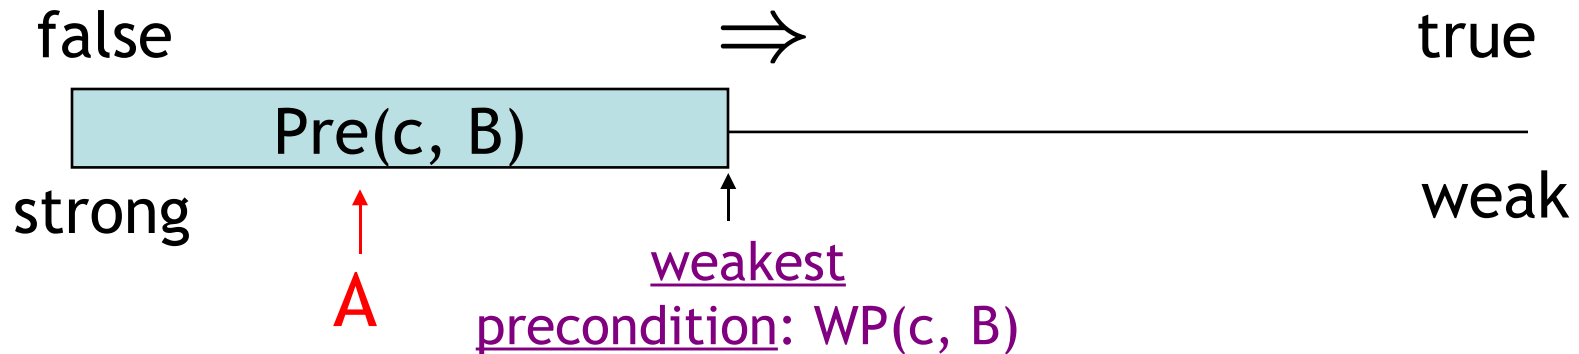 false ⇒ true
Pre(c, B)
strong weak
A
weakest
precondition: WP(c, B)